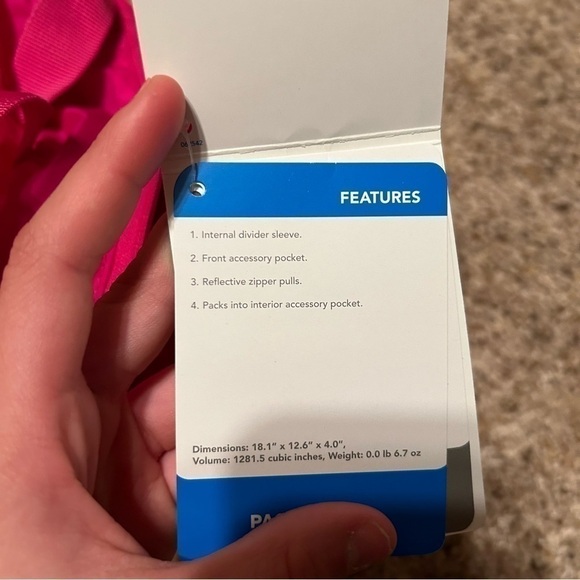 FEATURES
1. Internal divider sleeve.
2. Front accessory pocket.
3. Reflective zipper pulls.
4. Packs into interior accessory pocket.
Dimensions: 18.1" x 12.6" x 4.0",
Volume: 1281.5 cubic inches, Weight: 0.0 lb 6.7 oz